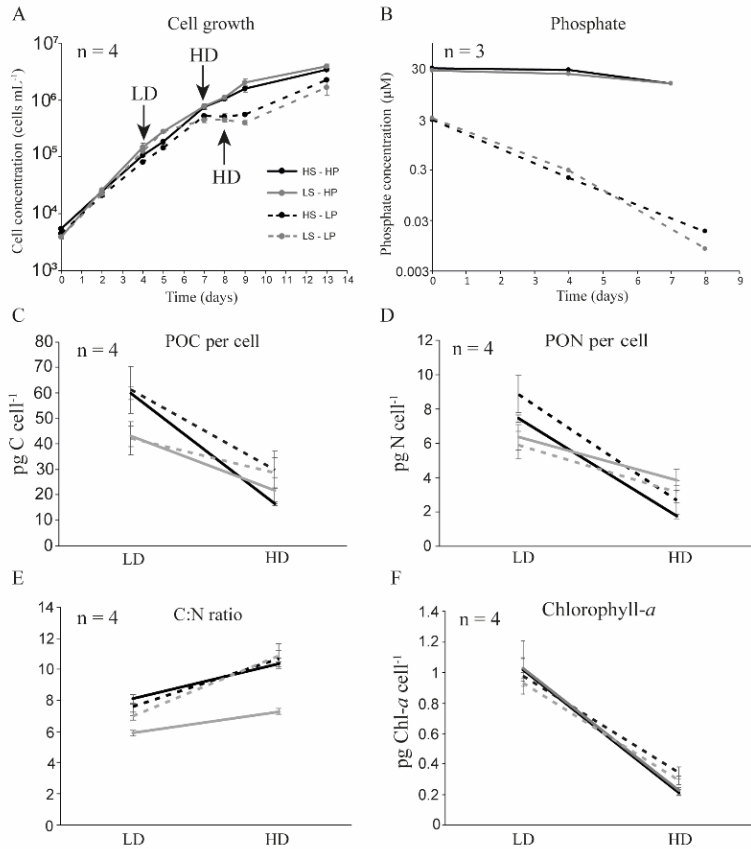 A
Cell growth
n = 4
Cell concentration (cells mL⁻¹)
10⁷
10⁶
10⁵
10⁴
10³
LD
HD
HD
HS - HP
LS - HP
HS - LP
LS - LP
0 1 2 3 4 5 6 7 8 9 10 11 12 13 14
Time (days)
B
Phosphate
n = 3
Phosphate concentration (µM)
30
3
0.3
0.03
0.003
0 1 2 3 4 5 6 7 8 9
Time (days)
C
POC per cell
n = 4
pg C cell⁻¹
80
70
60
50
40
30
20
10
0
LD HD
D
PON per cell
n = 4
pg N cell⁻¹
12
10
8
6
4
2
0
LD HD
E
C:N ratio
n = 4
14
12
10
8
6
4
2
0
LD HD
F
Chlorophyll-a
n = 4
pg Chl-a cell⁻¹
1.4
1.2
1
0.8
0.6
0.4
0.2
0
LD HD